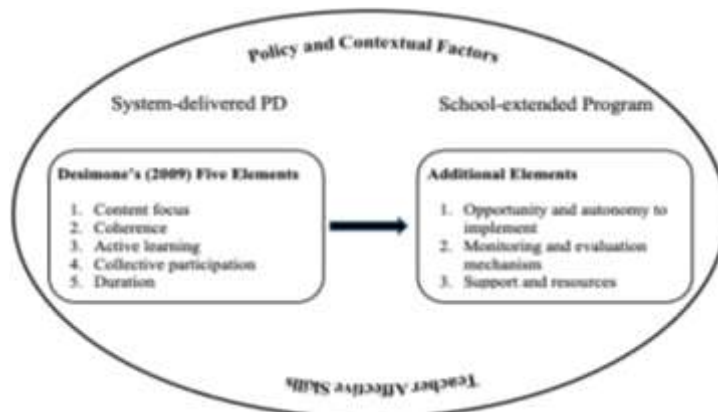 Policy and Contextual Factors
System-delivered PD
School-extended Program
Desimone's (2009) Five Elements
1. Content focus
2. Coherence
3. Active learning
4. Collective participation
5. Duration
Additional Elements
1. Opportunity and autonomy to
implement
2. Monitoring and evaluation
mechanism
3. Support and resources
Teacher Affective Skills